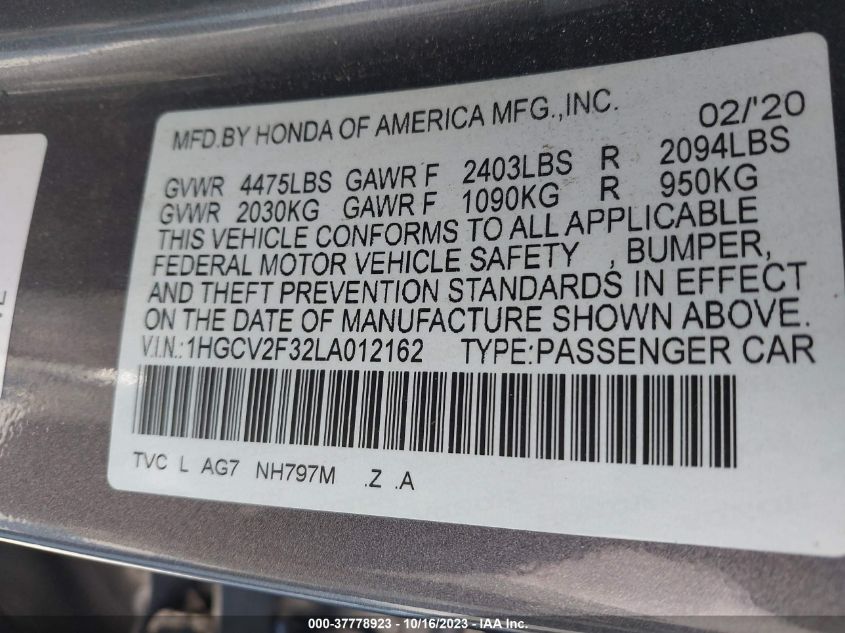 MFD.BY HONDA OF AMERICA MFG.,INC. 02/'20
GVWR 4475LBS GAWR F 2403LBS R 2094LBS
GVWR 2030KG GAWR F 1090KG R 950KG
THIS VEHICLE CONFORMS TO ALL APPLICABLE
FEDERAL MOTOR VEHICLE SAFETY , BUMPER,
AND THEFT PREVENTION STANDARDS IN EFFECT
ON THE DATE OF MANUFACTURE SHOWN ABOVE.
V.I.N.:1HGCV2F32LA012162 TYPE:PASSENGER CAR
TVC L AG7 NH797M .Z .A
000-37778923 - 10/16/2023 - IAA Inc.